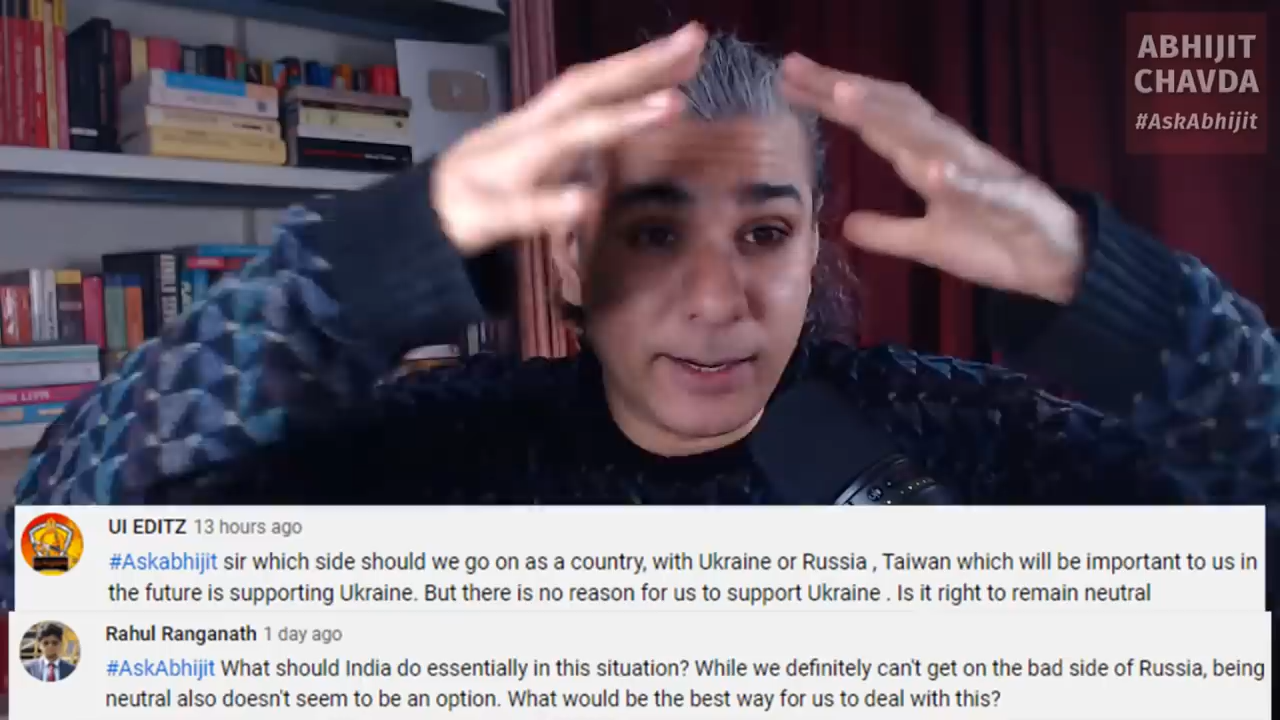 ABHIJIT
CHAVDA
#AskAbhijit
UI EDITZ 13 hours ago
#Askabhijit sir which side should we go on as a country, with Ukraine or Russia , Taiwan which will be important to us in
the future is supporting Ukraine. But there is no reason for us to support Ukraine . Is it right to remain neutral
Rahul Ranganath 1 day ago
#AskAbhijit What should India do essentially in this situation? While we definitely can't get on the bad side of Russia, being
neutral also doesn't seem to be an option. What would be the best way for us to deal with this?